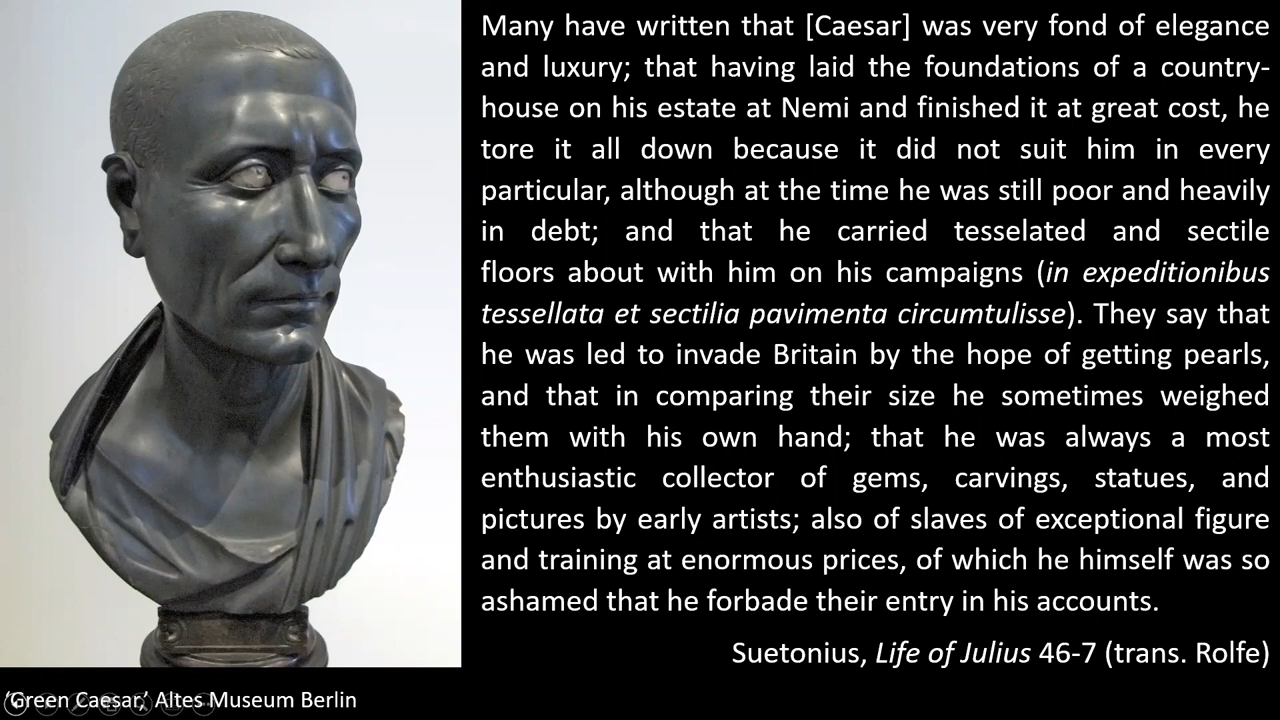 Many have written that [Caesar] was very fond of elegance
and luxury; that having laid the foundations of a country-
house on his estate at Nemi and finished it at great cost, he
tore it all down because it did not suit him in every
particular, although at the time he was still poor and heavily
in debt; and that he carried tesselated and sectile
floors about with him on his campaigns (in expeditionibus
tessellata et sectilia pavimenta circumtulisse). They say that
he was led to invade Britain by the hope of getting pearls,
and that in comparing their size he sometimes weighed
them with his own hand; that he was always a most
enthusiastic collector of gems, carvings, statues, and
pictures by early artists; also of slaves of exceptional figure
and training at enormous prices, of which he himself was so
ashamed that he forbade their entry in his accounts.
Suetonius, Life of Julius 46-7 (trans. Rolfe)
‘Green Caesar,’ Altes Museum Berlin